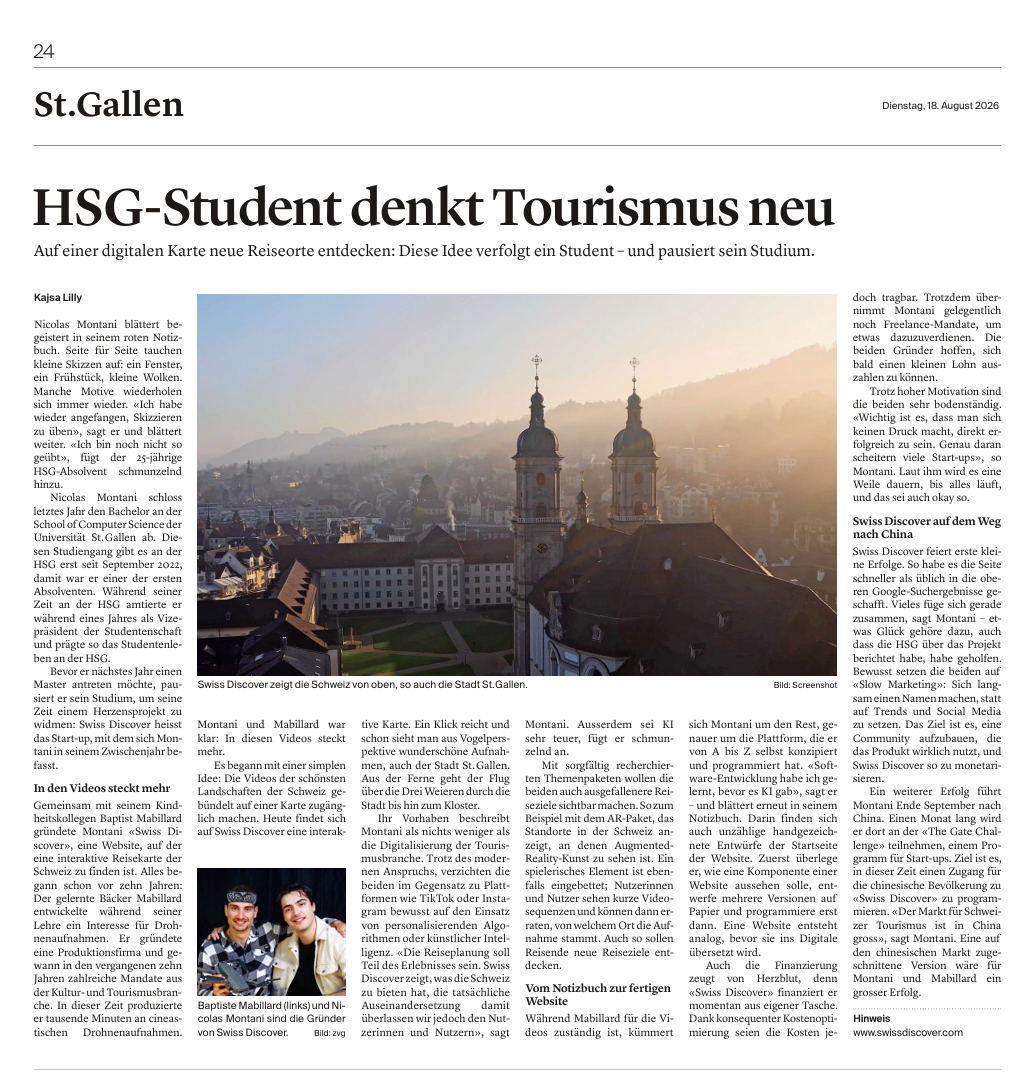 24
St.Gallen
Dienstag, 18. August 2026
HSG-Student denkt Tourismus neu
Auf einer digitalen Karte neue Reiseorte entdecken: Diese Idee verfolgt ein Student – und pausiert sein Studium.
Kajsa Lilly
Nicolas Montani blättert be-
geistert in seinem roten Notiz-
buch. Seite für Seite tauchen
kleine Skizzen auf: ein Fenster,
ein Frühstück, kleine Wolken.
Manche Motive wiederholen
sich immer wieder. «Ich habe
wieder angefangen, Skizzieren
zu üben», sagt er und blättert
weiter. «Ich bin noch nicht so
geübt», fügt der 25-jährige
HSG-Absolvent schmunzelnd
hinzu.
Nicolas Montani schloss
letztes Jahr den Bachelor an der
School of Computer Science der
Universität St.Gallen ab. Die-
sen Studiengang gibt es an der
HSG erst seit September 2022,
damit war er einer der ersten
Absolventen. Während seiner
Zeit an der HSG amtierte er
während eines Jahres als Vize-
präsident der Studentenschaft
und prägte so das Studentenle-
ben an der HSG.
Bevor er nächstes Jahr einen
Master antreten möchte, pau-
siert er sein Studium, um seine
Zeit einem Herzensprojekt zu
widmen: Swiss Discover heisst
das Start-up, mit dem sich Mon-
tani in seinem Zwischenjahr be-
fasst.
In den Videos steckt mehr
Gemeinsam mit seinem Kind-
heitskollegen Baptist Mabillard
gründete Montani «Swiss Di-
scover», eine Website, auf der
eine interaktive Reisekarte der
Schweiz zu finden ist. Alles be-
gann schon vor zehn Jahren:
Der gelernte Bäcker Mabillard
entwickelte während seiner
Lehre ein Interesse für Droh-
nenaufnahmen. Er gründete
eine Produktionsfirma und ge-
wann in den vergangenen zehn
Jahren zahlreiche Mandate aus
der Kultur- und Tourismusbran-
che. In dieser Zeit produzierte
er tausende Minuten an cineas-
tischen Drohnenaufnahmen.
Swiss Discover zeigt die Schweiz von oben, so auch die Stadt St.Gallen.
Bild: Screenshot
Montani und Mabillard war
klar: In diesen Videos steckt
mehr.
Es begann mit einer simplen
Idee: Die Videos der schönsten
Landschaften der Schweiz ge-
bündelt auf einer Karte zugäng-
lich machen. Heute findet sich
auf Swiss Discover eine interak-
Baptiste Mabillard (links) und Ni-
colas Montani sind die Gründer
von Swiss Discover. Bild: zvg
tive Karte. Ein Klick reicht und
schon sieht man aus Vogelpers-
pektive wunderschöne Aufnah-
men, auch der Stadt St.Gallen.
Aus der Ferne geht der Flug
über die Drei Weieren durch die
Stadt bis hin zum Kloster.
Ihr Vorhaben beschreibt
Montani als nichts weniger als
die Digitalisierung der Touris-
musbranche. Trotz des moder-
nen Anspruchs, verzichten die
beiden im Gegensatz zu Platt-
formen wie TikTok oder Insta-
gram bewusst auf den Einsatz
von personalisierenden Algo-
rithmen oder künstlicher Intel-
ligenz. «Die Reiseplanung soll
Teil des Erlebnisses sein. Swiss
Discover zeigt, was die Schweiz
zu bieten hat, die tatsächliche
Auseinandersetzung damit
überlassen wir jedoch den Nut-
zerinnen und Nutzern», sagt
Montani. Ausserdem sei KI
sehr teuer, fügt er schmun-
zelnd an.
Mit sorgfältig recherchier-
ten Themenpaketen wollen die
beiden auch ausgefallenere Rei-
seziele sichtbar machen. So zum
Beispiel mit dem AR-Paket, das
Standorte in der Schweiz an-
zeigt, an denen Augmented-
Reality-Kunst zu sehen ist. Ein
spielerisches Element ist eben-
falls eingebettet; Nutzerinnen
und Nutzer sehen kurze Video-
sequenzen und können dann er-
raten, von welchem Ort die Auf-
nahme stammt. Auch so sollen
Reisende neue Reiseziele ent-
decken.
Vom Notizbuch zur fertigen
Website
Während Mabillard für die Vi-
deos zuständig ist, kümmert
sich Montani um den Rest, ge-
nauer um die Plattform, die er
von A bis Z selbst konzipiert
und programmiert hat. «Soft-
ware-Entwicklung habe ich ge-
lernt, bevor es KI gab», sagt er
– und blättert erneut in seinem
Notizbuch. Darin finden sich
auch unzählige handgezeich-
nete Entwürfe der Startseite
der Website. Zuerst überlege
er, wie eine Komponente einer
Website aussehen solle, ent-
werfe mehrere Versionen auf
Papier und programmiere erst
dann. Eine Website entsteht
analog, bevor sie ins Digitale
übersetzt wird.
Auch die Finanzierung
zeugt von Herzblut, denn
«Swiss Discover» finanziert er
momentan aus eigener Tasche.
Dank konsequenter Kostenopti-
mierung seien die Kosten je-
doch tragbar. Trotzdem über-
nimmt Montani gelegentlich
noch Freelance-Mandate, um
etwas dazuzuverdienen. Die
beiden Gründer hoffen, sich
bald einen kleinen Lohn aus-
zahlen zu können.
Trotz hoher Motivation sind
die beiden sehr bodenständig.
«Wichtig ist es, dass man sich
keinen Druck macht, direkt er-
folgreich zu sein. Genau daran
scheitern viele Start-ups», so
Montani. Laut ihm wird es eine
Weile dauern, bis alles läuft,
und das sei auch okay so.
Swiss Discover auf dem Weg
nach China
Swiss Discover feiert erste klei-
ne Erfolge. So habe es die Seite
schneller als üblich in die obe-
ren Google-Suchergebnisse ge-
schafft. Vieles füge sich gerade
zusammen, sagt Montani – et-
was Glück gehöre dazu, auch
dass die HSG über das Projekt
berichtet habe, habe geholfen.
Bewusst setzen die beiden auf
«Slow Marketing»: Sich lang-
sam einen Namen machen, statt
auf Trends und Social Media
zu setzen. Das Ziel ist es, eine
Community aufzubauen, die
das Produkt wirklich nutzt, und
Swiss Discover so zu monetari-
sieren.
Ein weiterer Erfolg führt
Montani Ende September nach
China. Einen Monat lang wird
er dort an der «The Gate Chal-
lenge» teilnehmen, einem Pro-
gramm für Start-ups. Ziel ist es,
in dieser Zeit einen Zugang für
die chinesische Bevölkerung zu
«Swiss Discover» zu program-
mieren. «Der Markt für Schwei-
zer Tourismus ist in China
gross», sagt Montani. Eine auf
den chinesischen Markt zuge-
schnittene Version wäre für
Montani und Mabillard ein
grosser Erfolg.
Hinweis
www.swissdiscover.com